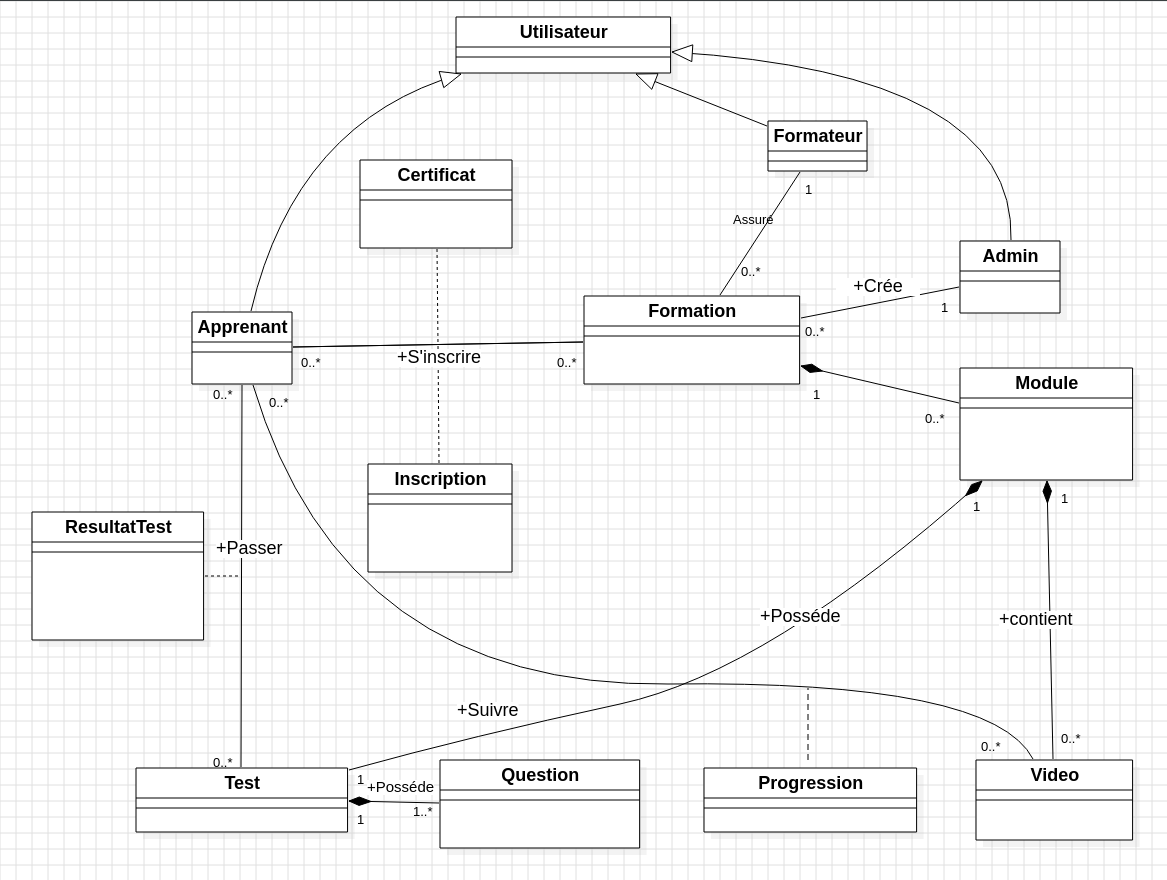 Utilisateur
Formateur
Certificat
1
Assuré
Admin
0..*
+Crée
Formation
1
Apprenant
0..*
+S'inscrire
0..*
0..*
Module
1
0..*
0..*
0..*
Inscription
1
1
ResultatTest
+Passer
+Posséde
+contient
+Suivre
0..*
0..*
0..*
Test
1
+Posséde
Question
Progression
Video
1
1..*